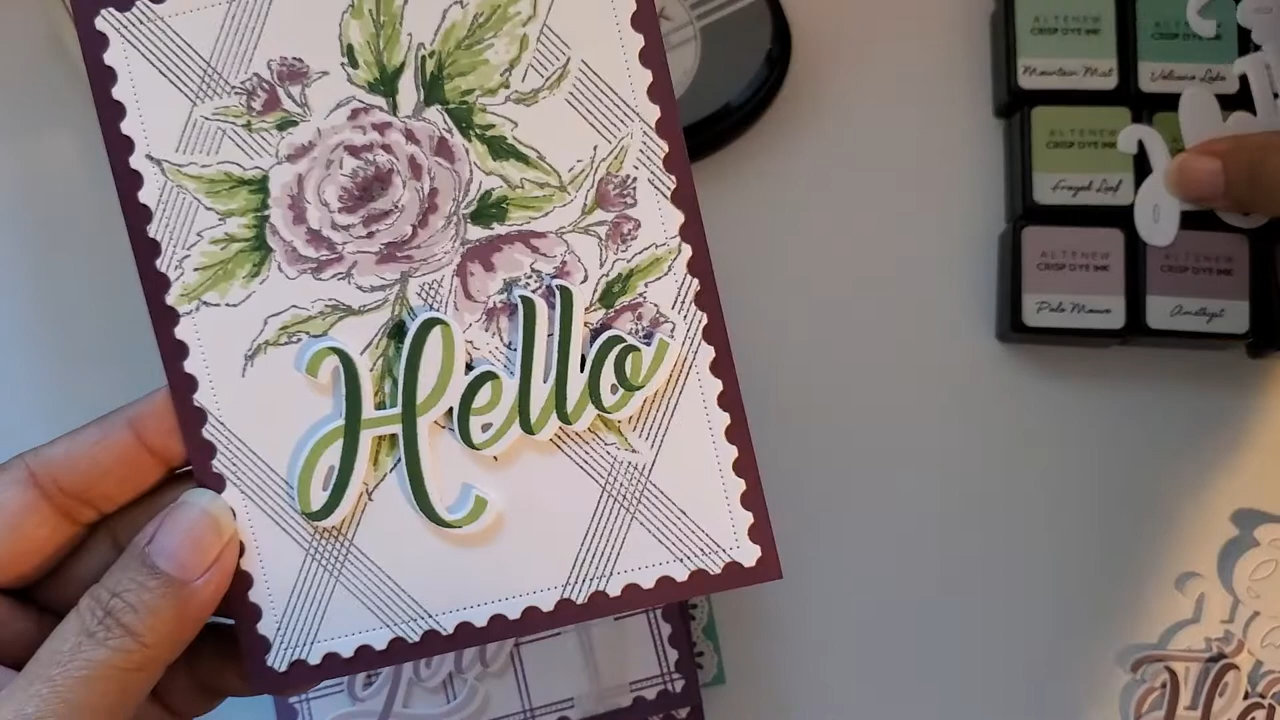 ALTENEW
CRISP DYE INK
Mountain Mist
ALTENEW
CRISP DYE INK
Volcano Lake
ALTENEW
CRISP DYE INK
Frayed Leaf
ALTENEW
CRISP DYE INK
Pale Mauve
ALTENEW
CRISP DYE INK
Amethyst
Hello
You